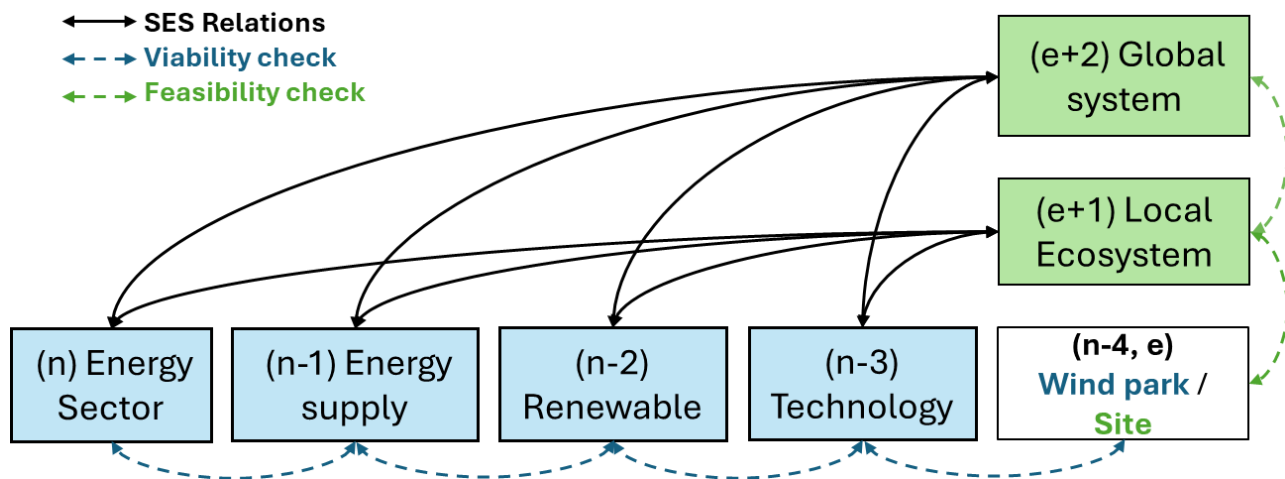 SES Relations
Viability check
Feasibility check
(e+2) Global
system
(e+1) Local
Ecosystem
(n) Energy
Sector
(n-1) Energy
supply
(n-2)
Renewable
(n-3)
Technology
(n-4, e)
Wind park /
Site